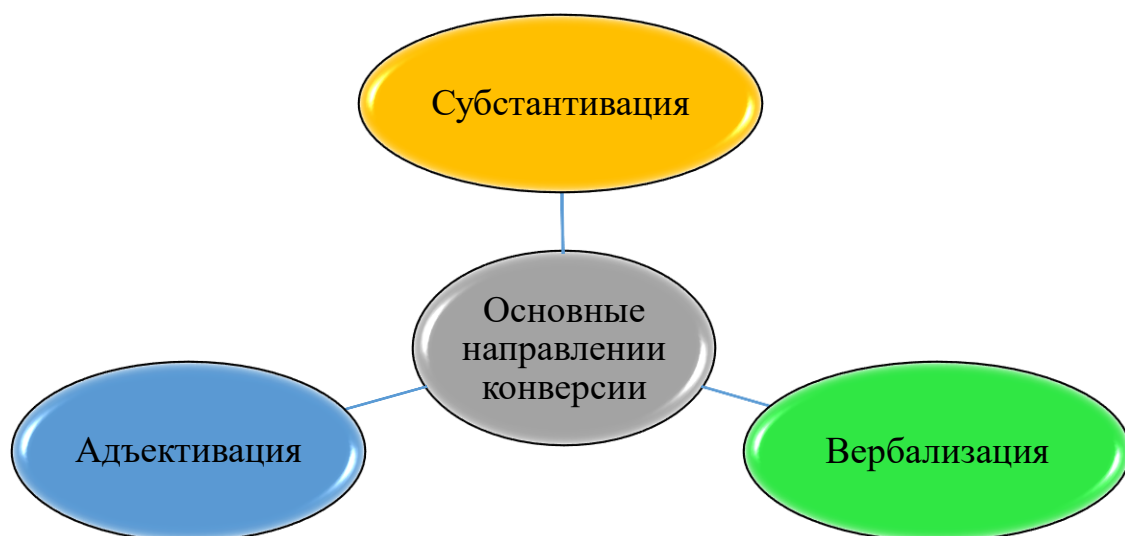 Субстантивация
Основные
направлении
конверсии
Адъективация
Вербализация